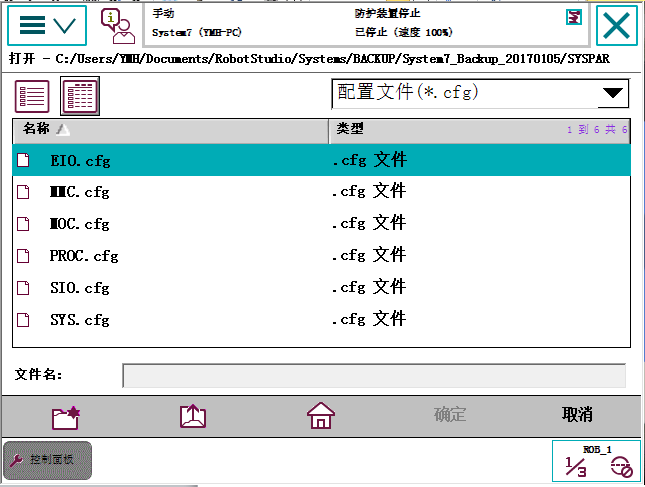 手动
防护装置停止
System7 (YMH-PC)
已停止 (速度 100%)
打开 - C:/Users/YMH/Documents/RobotStudio/Systems/BACKUP/System7_Backup_20170105/SYSPAR
配置文件(*.cfg)
名称
类型
1 到 6 共 6
EIO.cfg
.cfg 文件
MMC.cfg
.cfg 文件
MOC.cfg
.cfg 文件
PROC.cfg
.cfg 文件
SIO.cfg
.cfg 文件
SYS.cfg
.cfg 文件
文件名:
确定
取消
控制面板
ROB_1
1/3